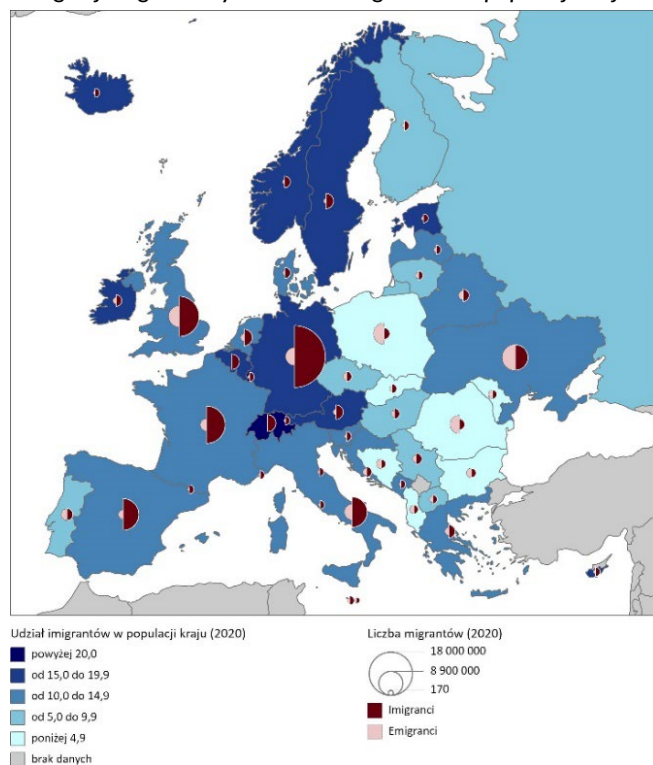 Udział imigrantów w populacji kraju (2020)
powyżej 20,0
od 15,0 do 19,9
od 10,0 do 14,9
od 5,0 do 9,9
poniżej 4,9
brak danych
Liczba migrantów (2020)
18 000 000
8 900 000
170
Imigranci
Emigranci